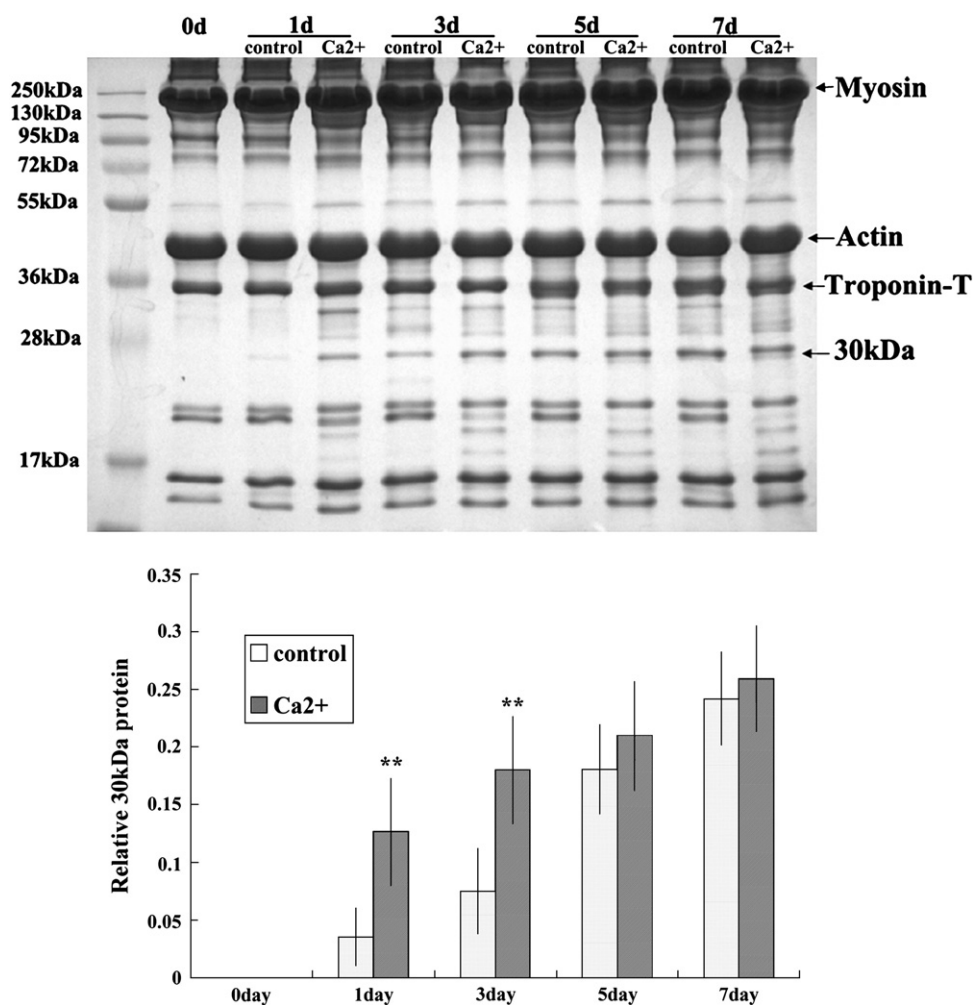 0d 1d 3d 5d 7d
control Ca2+ control Ca2+ control Ca2+ control Ca2+
250kDa
130kDa
95kDa
72kDa
55kDa
36kDa
28kDa
17kDa
Myosin
Actin
Troponin-T
30kDa
Relative 30kDa protein
0.35
0.3
0.25
0.2
0.15
0.1
0.05
0
control
Ca2+
**
**
0day 1day 3day 5day 7day